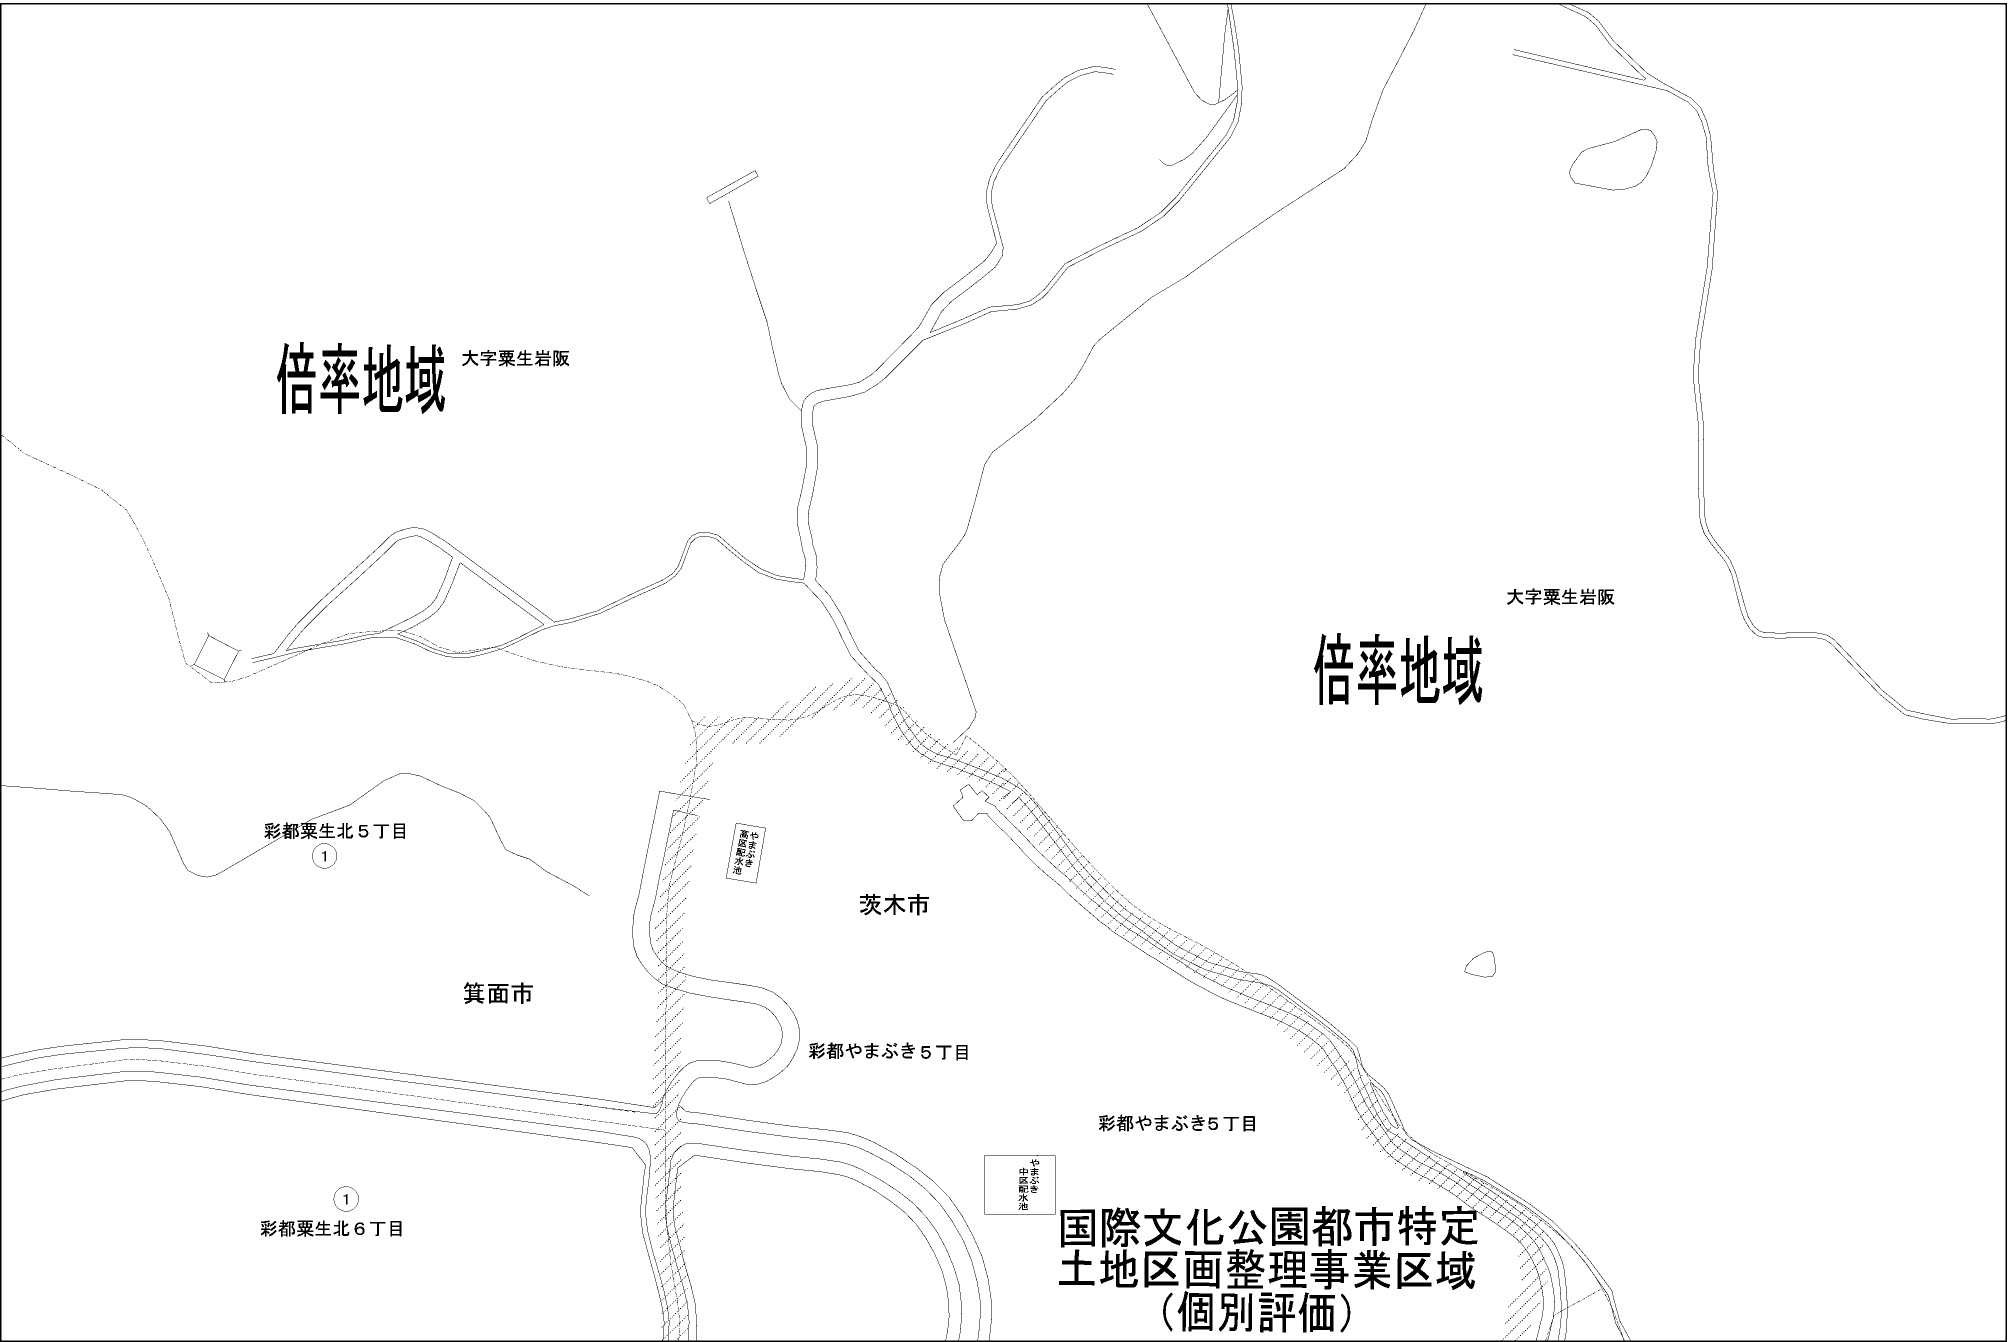 倍率地域
大字粟生岩阪
大字粟生岩阪
倍率地域
彩都粟生北５丁目
1
やまぶき
高区配水池
茨木市
箕面市
彩都やまぶき５丁目
彩都やまぶき５丁目
やまぶき
中区配水池
1
彩都粟生北６丁目
国際文化公園都市特定
土地区画整理事業区域
（個別評価）